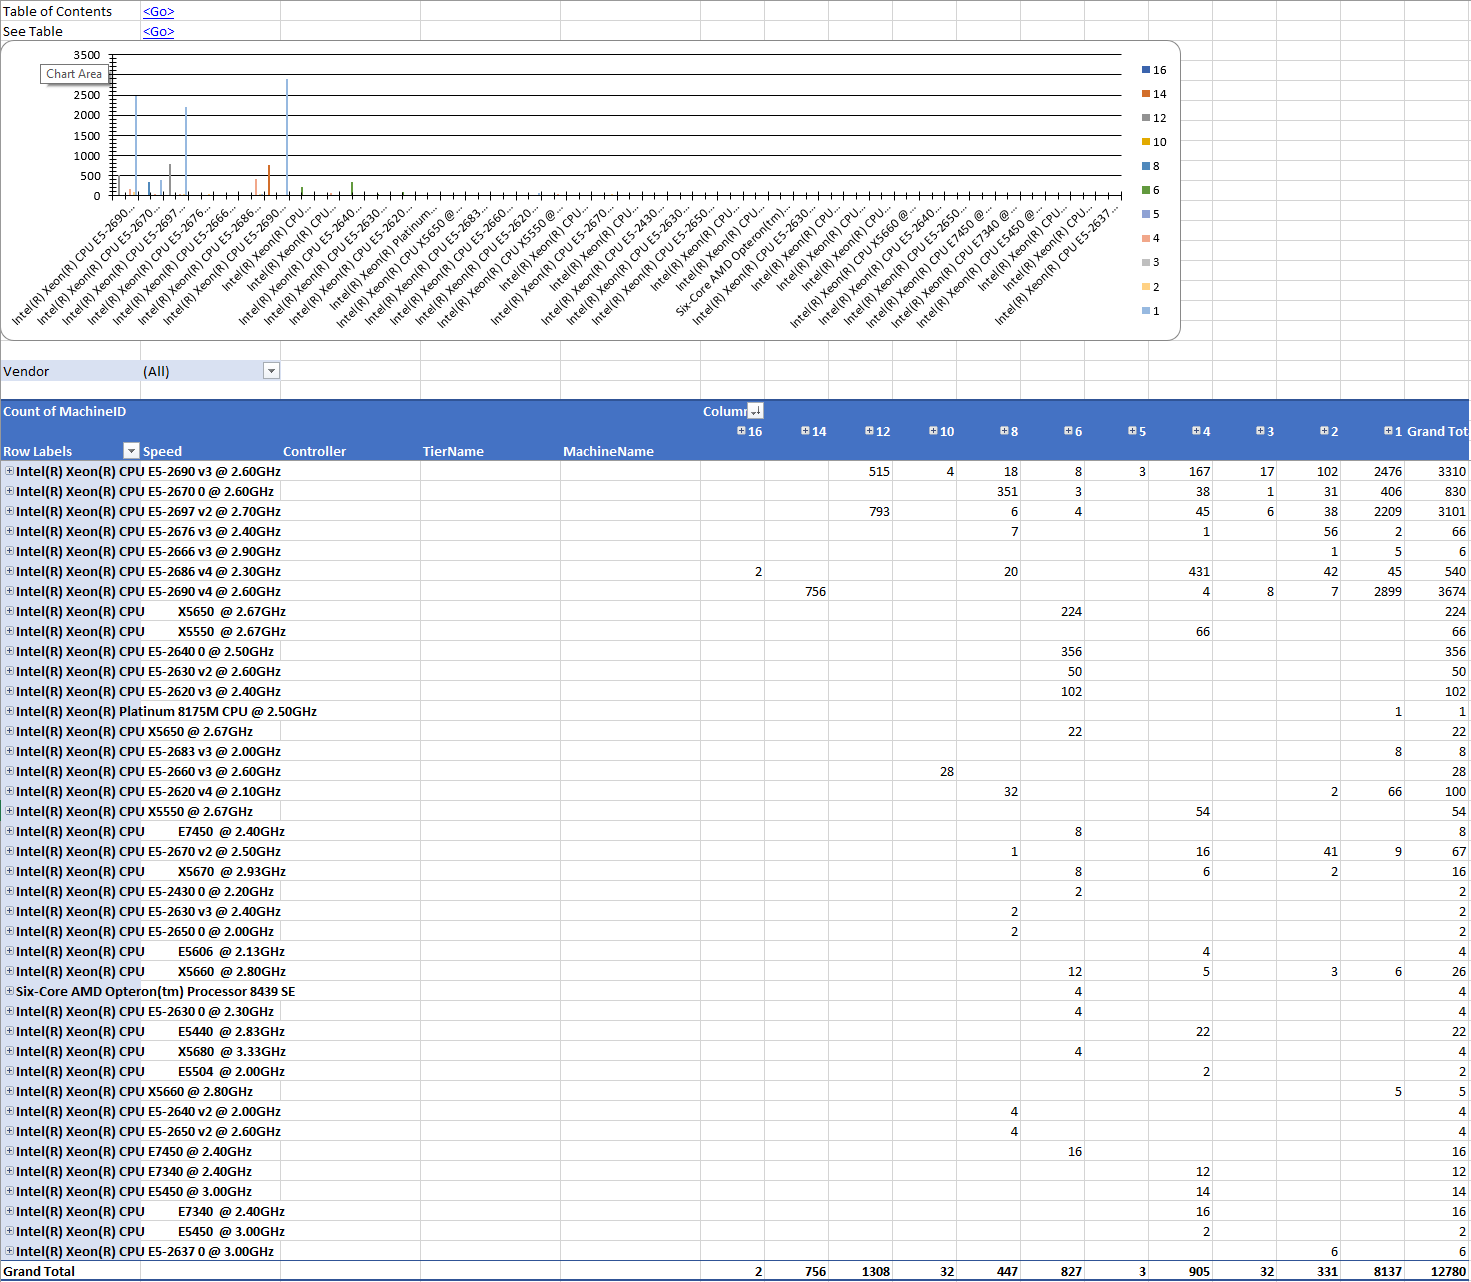 Table of Contents <Go>
See Table <Go>
3500
Chart Area
2500
2000
1500
1000
500
0
Intel(R) Xeon(R) CPU E5-2690...
Intel(R) Xeon(R) CPU E5-2670...
Intel(R) Xeon(R) CPU E5-2697...
Intel(R) Xeon(R) CPU E5-2676...
Intel(R) Xeon(R) CPU E5-2666...
Intel(R) Xeon(R) CPU E5-2686...
Intel(R) Xeon(R) CPU E5-2690...
Intel(R) Xeon(R) CPU...
Intel(R) Xeon(R) CPU...
Intel(R) Xeon(R) CPU E5-2640...
Intel(R) Xeon(R) CPU E5-2630...
Intel(R) Xeon(R) CPU E5-2620...
Intel(R) Xeon(R) Platinum...
Intel(R) Xeon(R) CPU X5650 @...
Intel(R) Xeon(R) CPU E5-2683...
Intel(R) Xeon(R) CPU E5-2660...
Intel(R) Xeon(R) CPU E5-2620...
Intel(R) Xeon(R) CPU X5550 @...
Intel(R) Xeon(R) CPU...
Intel(R) Xeon(R) CPU E5-2670...
Intel(R) Xeon(R) CPU...
Intel(R) Xeon(R) CPU E5-2430...
Intel(R) Xeon(R) CPU E5-2630...
Intel(R) Xeon(R) CPU E5-2650...
Intel(R) Xeon(R) CPU...
Intel(R) Xeon(R) CPU...
Six-Core AMD Opteron(tm)...
Intel(R) Xeon(R) CPU E5-2630...
Intel(R) Xeon(R) CPU...
Intel(R) Xeon(R) CPU...
Intel(R) Xeon(R) CPU...
Intel(R) Xeon(R) CPU X5660 @...
Intel(R) Xeon(R) CPU E5-2640...
Intel(R) Xeon(R) CPU E5-2650...
Intel(R) Xeon(R) CPU E7450 @...
Intel(R) Xeon(R) CPU E7340 @...
Intel(R) Xeon(R) CPU E5450 @...
Intel(R) Xeon(R) CPU...
Intel(R) Xeon(R) CPU...
Intel(R) Xeon(R) CPU E5-2637...
16
14
12
10
8
6
5
4
3
2
1
Vendor (All)
Count of MachineID Colum
16 14 12 10 8 6 5 4 3 2 1 Grand Tot
Row Labels Speed Controller TierName MachineName
Intel(R) Xeon(R) CPU E5-2690 v3 @ 2.60GHz 515 4 18 8 3 167 17 102 2476 3310
Intel(R) Xeon(R) CPU E5-2670 0 @ 2.60GHz 351 3 38 1 31 406 830
Intel(R) Xeon(R) CPU E5-2697 v2 @ 2.70GHz 793 6 4 45 6 38 2209 3101
Intel(R) Xeon(R) CPU E5-2676 v3 @ 2.40GHz 7 1 56 2 66
Intel(R) Xeon(R) CPU E5-2666 v3 @ 2.90GHz 1 5 6
Intel(R) Xeon(R) CPU E5-2686 v4 @ 2.30GHz 2 20 431 42 45 540
Intel(R) Xeon(R) CPU E5-2690 v4 @ 2.60GHz 756 4 8 7 2899 3674
Intel(R) Xeon(R) CPU X5650 @ 2.67GHz 224 224
Intel(R) Xeon(R) CPU X5550 @ 2.67GHz 66 66
Intel(R) Xeon(R) CPU E5-2640 0 @ 2.50GHz 356 356
Intel(R) Xeon(R) CPU E5-2630 v2 @ 2.60GHz 50 50
Intel(R) Xeon(R) CPU E5-2620 v3 @ 2.40GHz 102 102
Intel(R) Xeon(R) Platinum 8175M CPU @ 2.50GHz 1 1
Intel(R) Xeon(R) CPU X5650 @ 2.67GHz 22 22
Intel(R) Xeon(R) CPU E5-2683 v3 @ 2.00GHz 8 8
Intel(R) Xeon(R) CPU E5-2660 v3 @ 2.60GHz 28 28
Intel(R) Xeon(R) CPU E5-2620 v4 @ 2.10GHz 32 2 66 100
Intel(R) Xeon(R) CPU X5550 @ 2.67GHz 54 54
Intel(R) Xeon(R) CPU E7450 @ 2.40GHz 8 8
Intel(R) Xeon(R) CPU E5-2670 v2 @ 2.50GHz 1 16 41 9 67
Intel(R) Xeon(R) CPU X5670 @ 2.93GHz 8 6 2 16
Intel(R) Xeon(R) CPU E5-2430 0 @ 2.20GHz 2 2
Intel(R) Xeon(R) CPU E5-2630 v3 @ 2.40GHz 2 2
Intel(R) Xeon(R) CPU E5-2650 0 @ 2.00GHz 2 2
Intel(R) Xeon(R) CPU E5606 @ 2.13GHz 4 4
Intel(R) Xeon(R) CPU X5660 @ 2.80GHz 12 5 3 6 26
Six-Core AMD Opteron(tm) Processor 8439 SE 4 4
Intel(R) Xeon(R) CPU E5-2630 0 @ 2.30GHz 4 4
Intel(R) Xeon(R) CPU E5440 @ 2.83GHz 22 22
Intel(R) Xeon(R) CPU X5680 @ 3.33GHz 4 4
Intel(R) Xeon(R) CPU E5504 @ 2.00GHz 2 2
Intel(R) Xeon(R) CPU X5660 @ 2.80GHz 5 5
Intel(R) Xeon(R) CPU E5-2640 v2 @ 2.00GHz 4 4
Intel(R) Xeon(R) CPU E5-2650 v2 @ 2.60GHz 4 4
Intel(R) Xeon(R) CPU E7450 @ 2.40GHz 16 16
Intel(R) Xeon(R) CPU E7340 @ 2.40GHz 12 12
Intel(R) Xeon(R) CPU E5450 @ 3.00GHz 14 14
Intel(R) Xeon(R) CPU E7340 @ 2.40GHz 16 16
Intel(R) Xeon(R) CPU E5450 @ 3.00GHz 2 2
Intel(R) Xeon(R) CPU E5-2637 0 @ 3.00GHz 6 6
Grand Total 2 756 1308 32 447 827 3 905 32 331 8137 12780